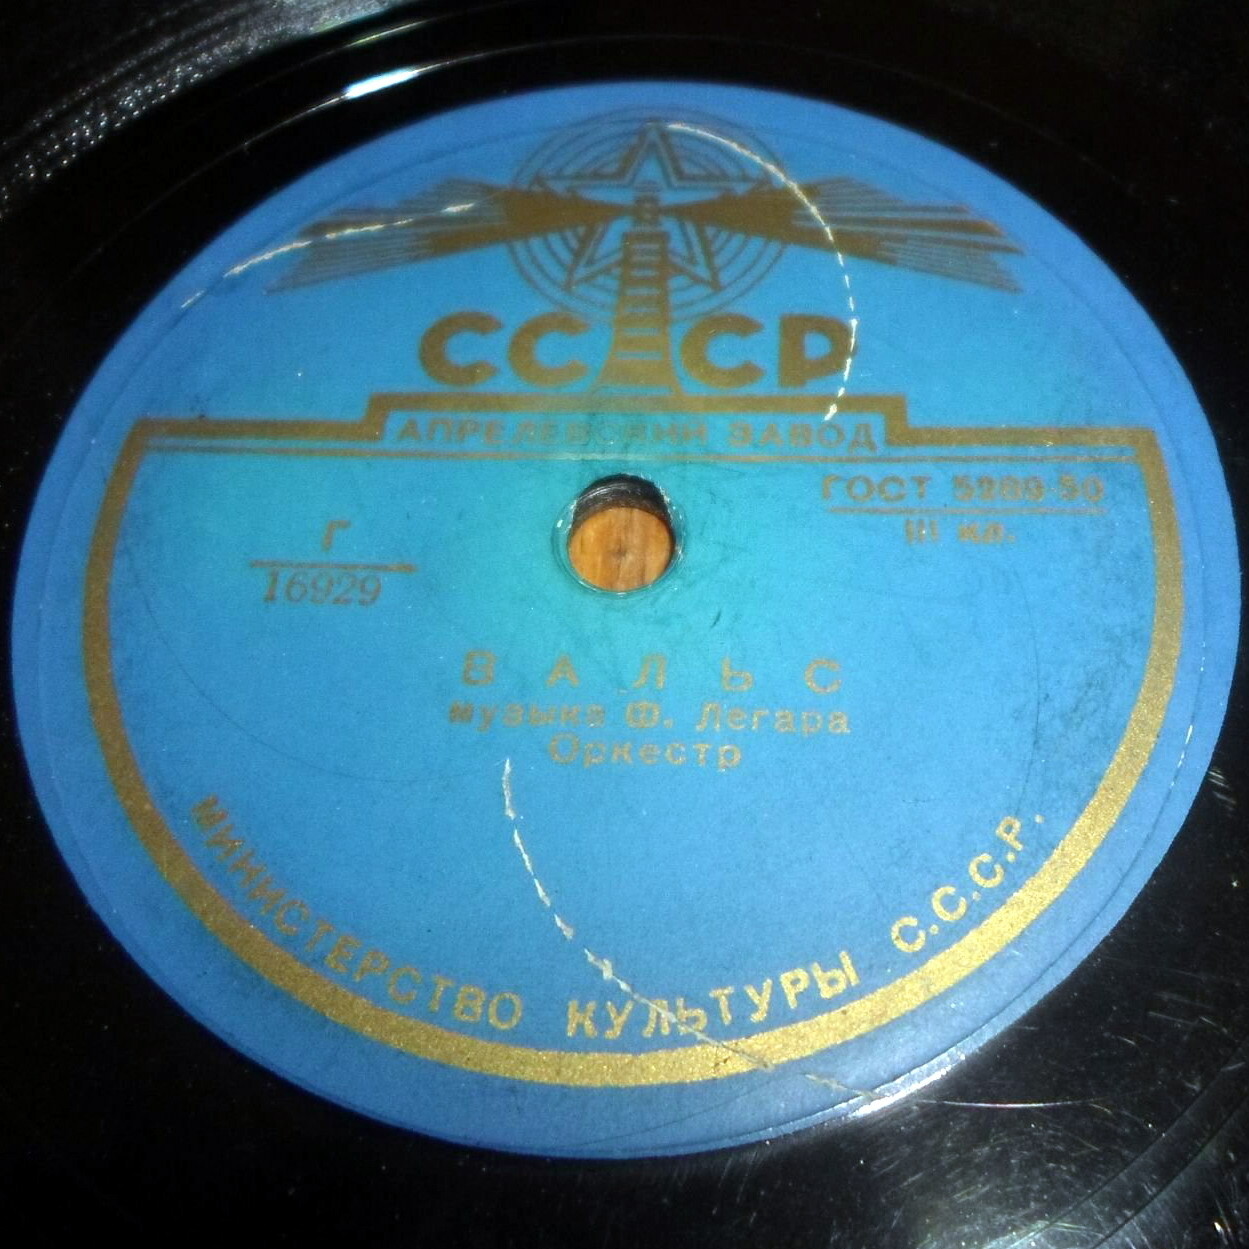 СССР
АПРЕЛЕВСКИЙ ЗАВОД
ГОСТ 5289-50
III кл.
Г
16929
ВАЛЬС
музыка Ф. Легара
Оркестр
МИНИСТЕРСТВО КУЛЬТУРЫ С.С.С.Р.